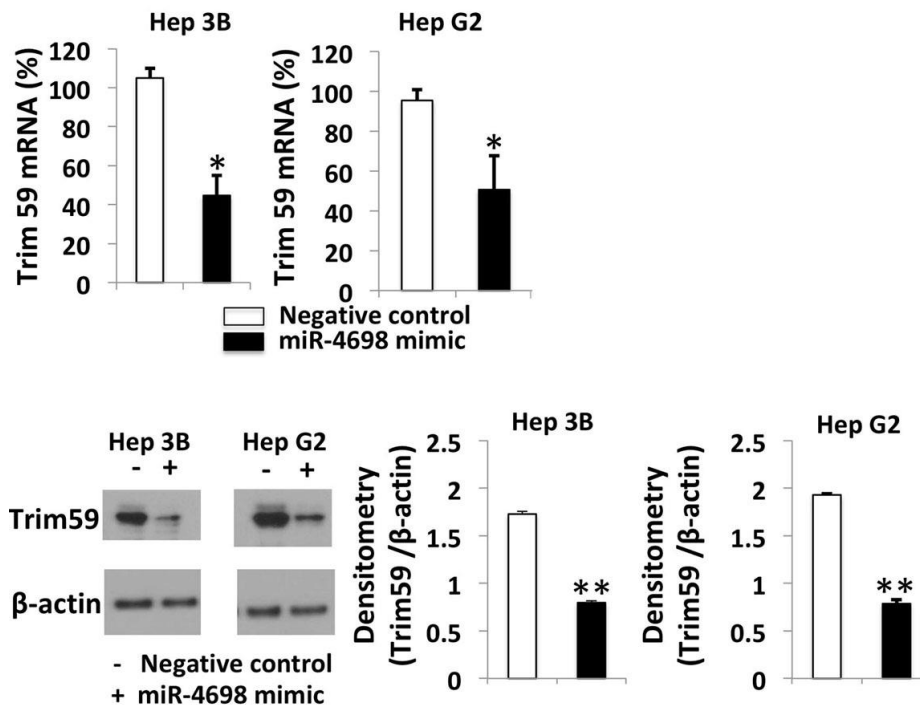 Hep 3B
Trim 59 mRNA (%)
120
100
80
60
40
20
0
*
Hep G2
Trim 59 mRNA (%)
120
100
80
60
40
20
0
*
Negative control
miR-4698 mimic
Hep 3B
- +
Hep G2
- +
Trim59
β-actin
- Negative control
+ miR-4698 mimic
Hep 3B
Densitometry
(Trim59 /β-actin)
2.5
2
1.5
1
0.5
0
**
Hep G2
Densitometry
(Trim59 /β-actin)
2.5
2
1.5
1
0.5
0
**